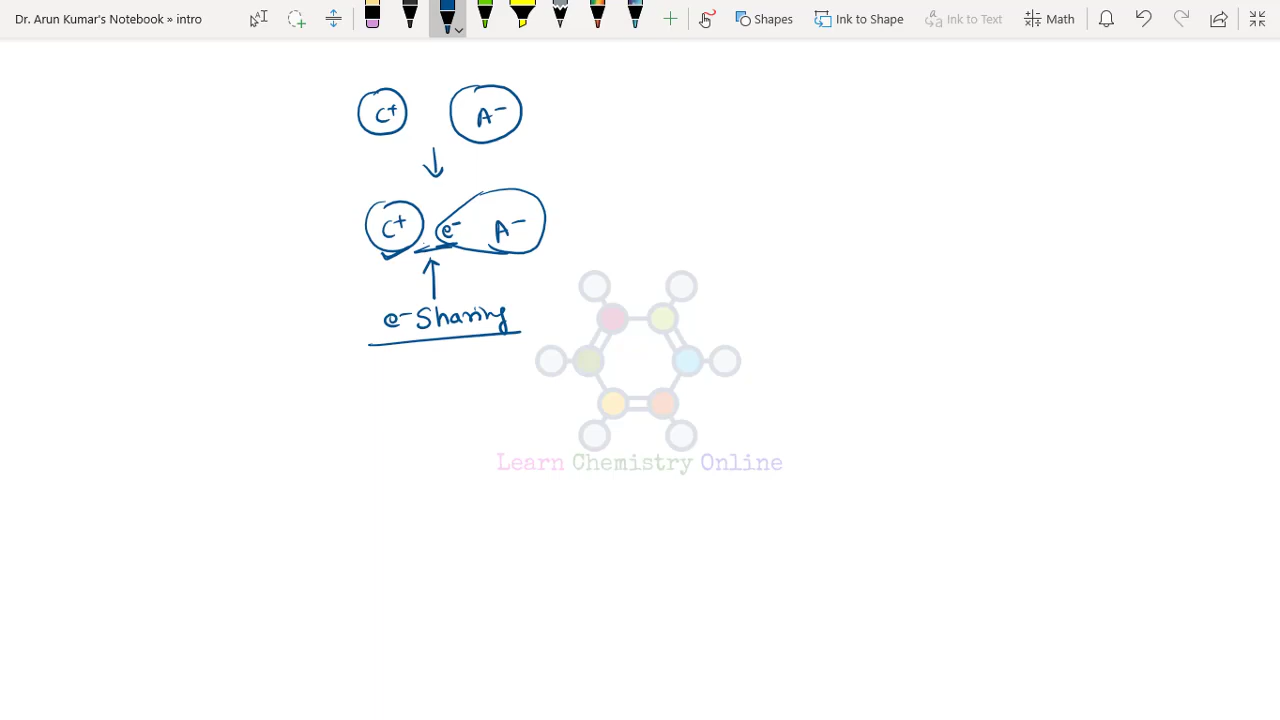 Dr. Arun Kumar's Notebook » intro
Shapes
Ink to Shape
Ink to Text
Math
C⁺ A⁻
C⁺ e⁻ A⁻
e⁻ Sharing
Learn Chemistry Online